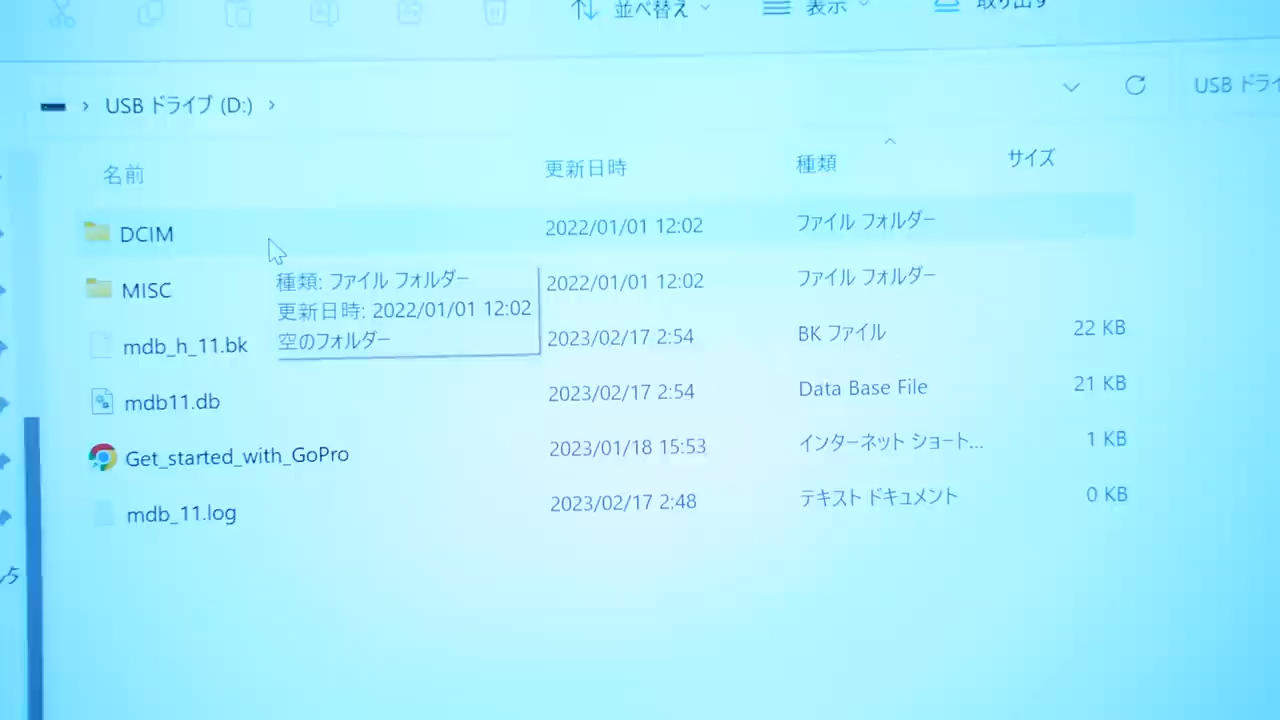 並べ替え
表示
取り出す
USB ドライブ (D:)
USB ドライ
名前 更新日時 種類 サイズ
DCIM 2022/01/01 12:02 ファイル フォルダー
MISC 2022/01/01 12:02 ファイル フォルダー
種類: ファイル フォルダー
更新日時: 2022/01/01 12:02
空のフォルダー
mdb_h_11.bk 2023/02/17 2:54 BK ファイル 22 KB
mdb11.db 2023/02/17 2:54 Data Base File 21 KB
Get_started_with_GoPro 2023/01/18 15:53 インターネット ショート... 1 KB
mdb_11.log 2023/02/17 2:48 テキスト ドキュメント 0 KB